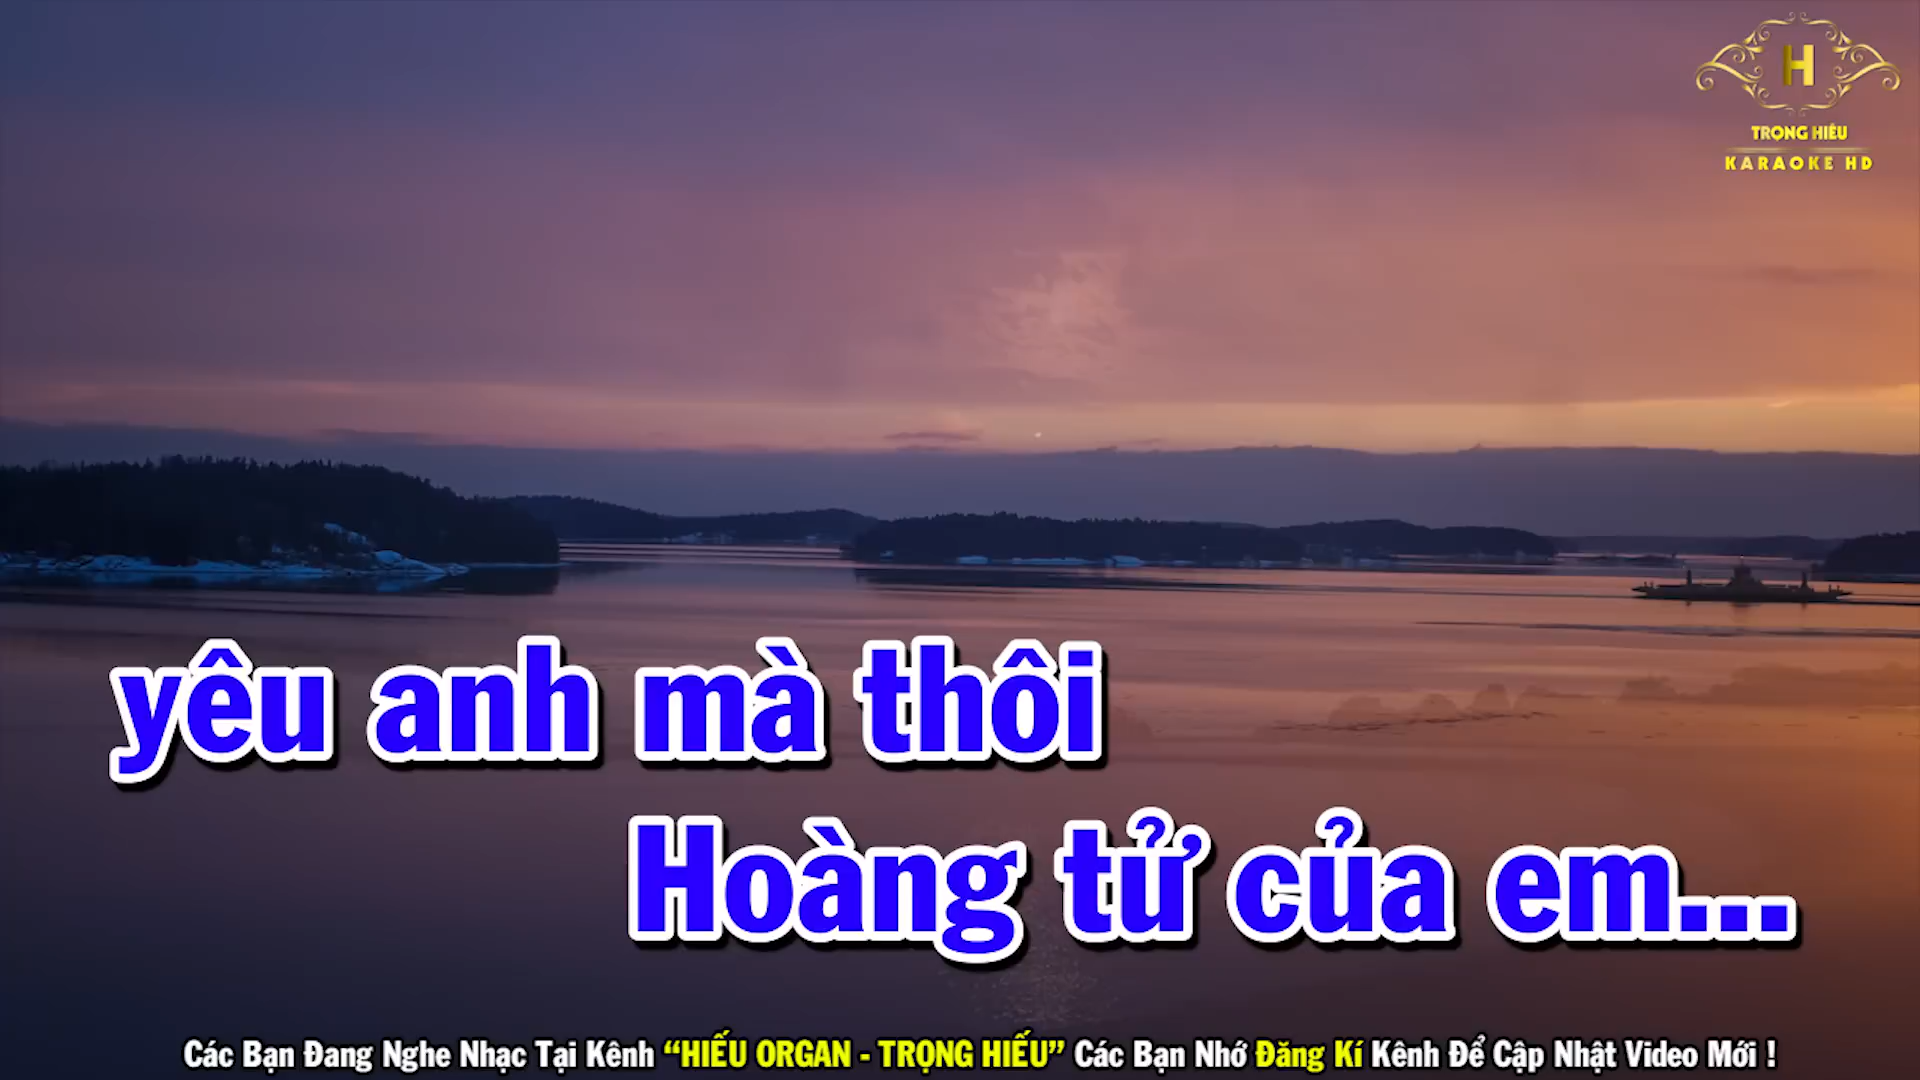 H
TRỌNG HIẾU
KARAOKE HD
yêu anh mà thôi
Hoàng tử của em...
Các Bạn Đang Nghe Nhạc Tại Kênh “HIẾU ORGAN - TRỌNG HIẾU” Các Bạn Nhớ Đăng Kí Kênh Để Cập Nhật Video Mới !